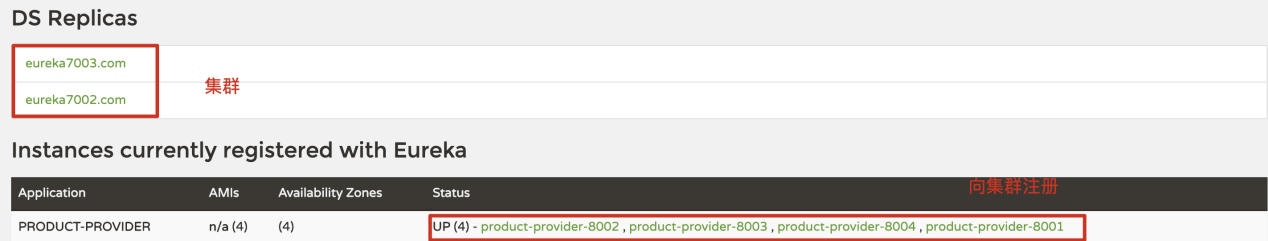 DS Replicas
eureka7003.com
集群
eureka7002.com
Instances currently registered with Eureka
向集群注册
Application AMIs Availability Zones Status
PRODUCT-PROVIDER n/a (4) (4) UP (4) - product-provider-8002 , product-provider-8003 , product-provider-8004 , product-provider-8001